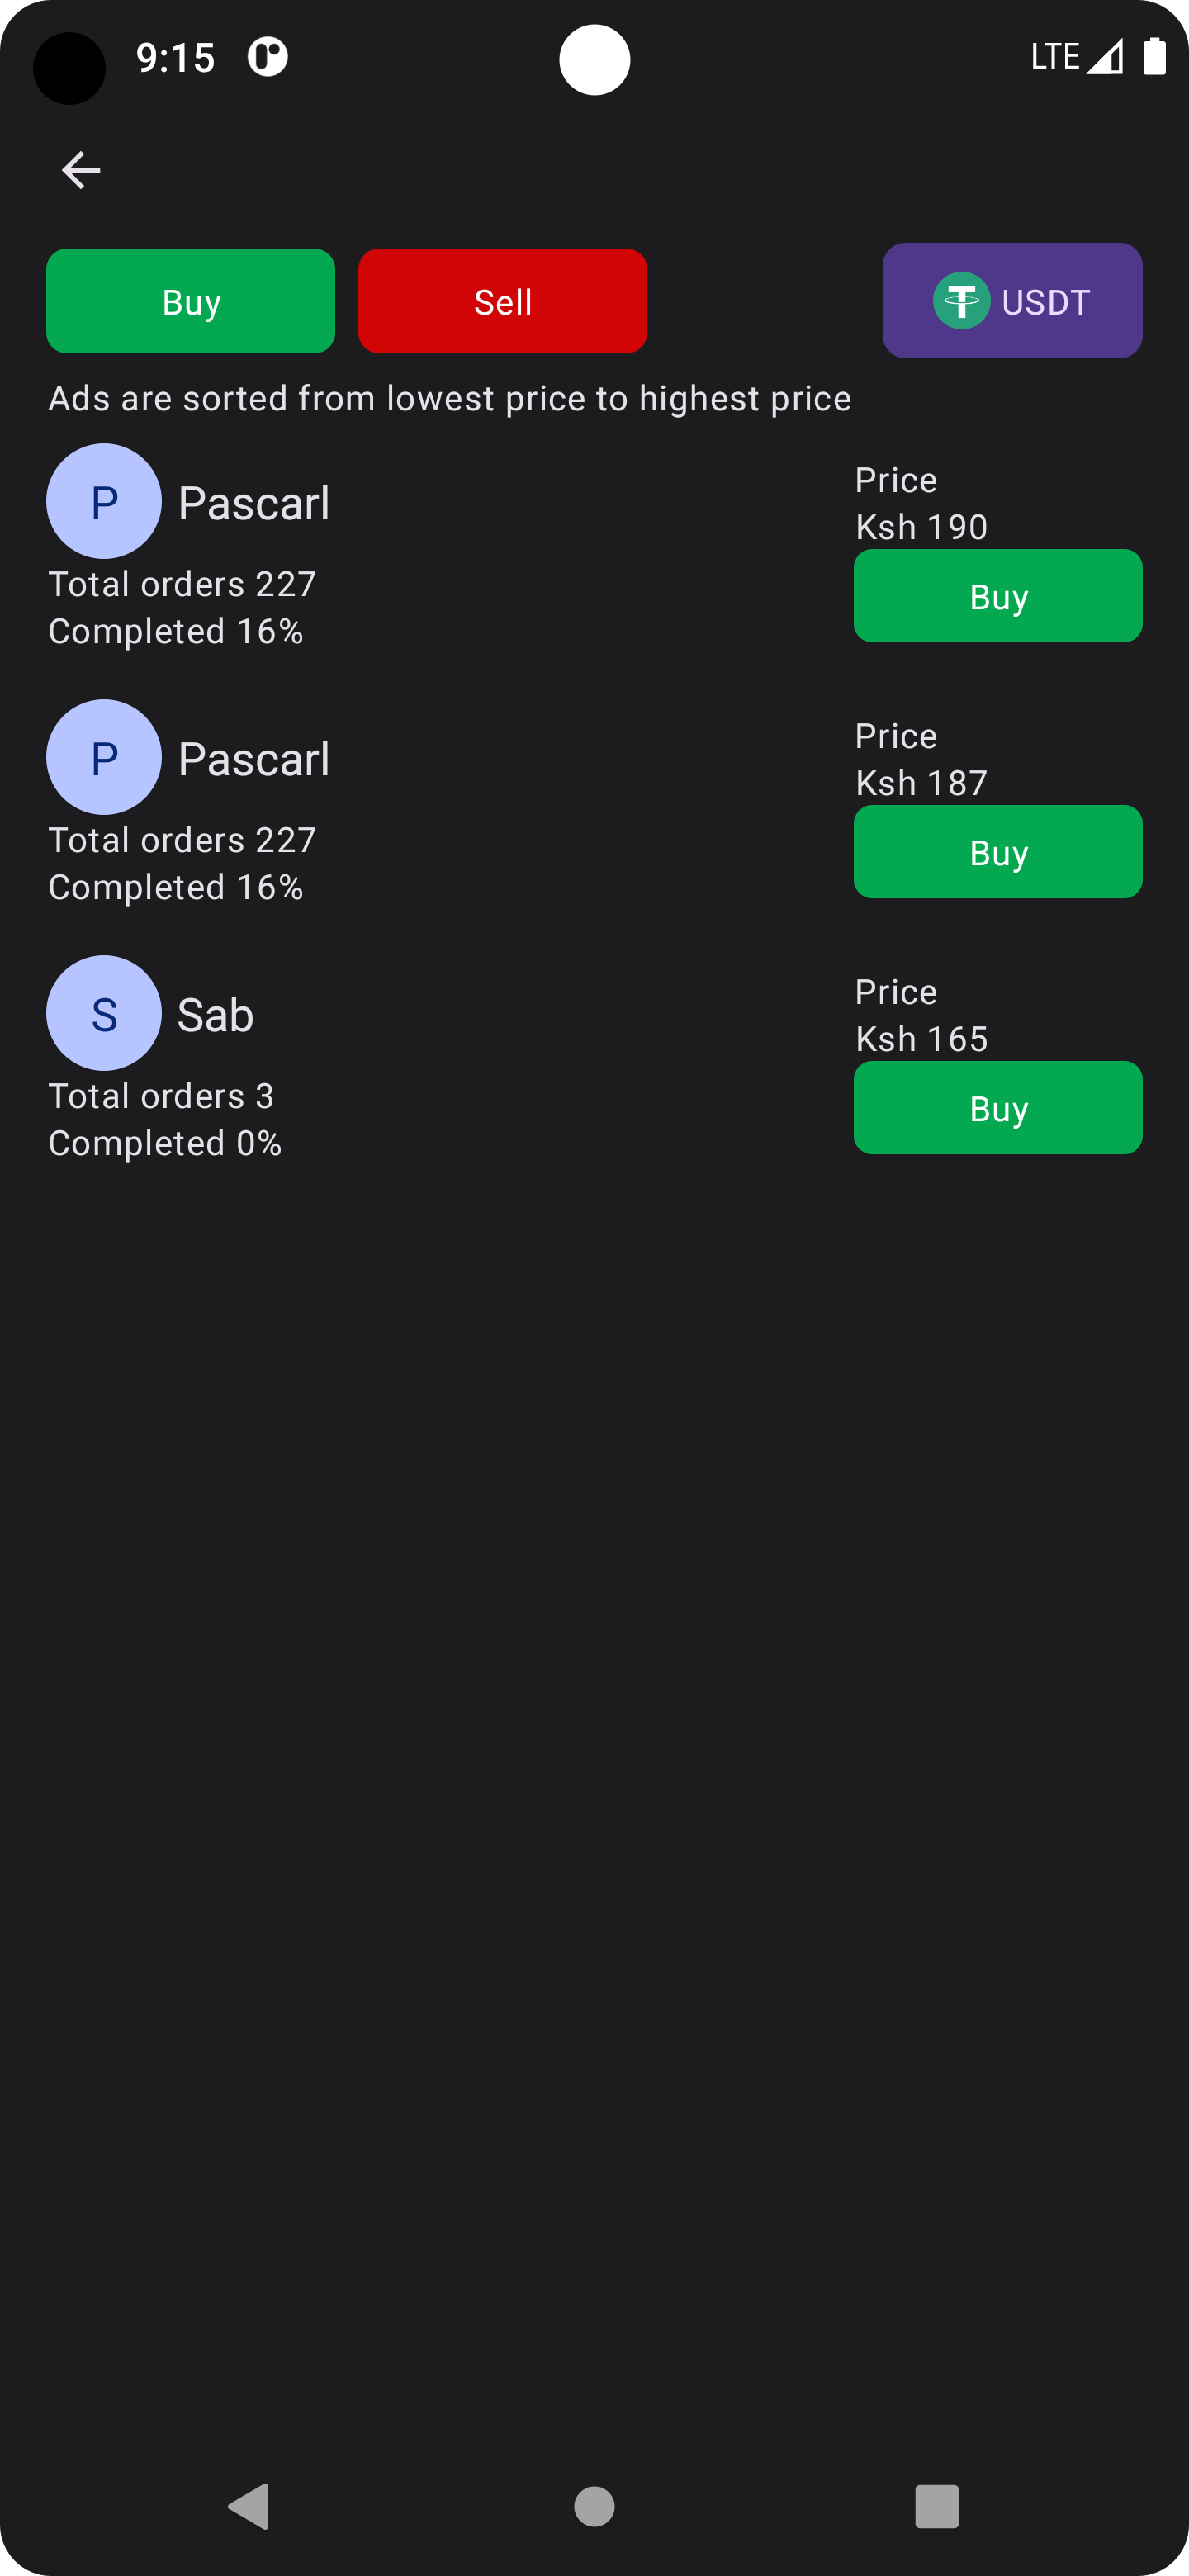 9:15
LTE
Buy
Sell
USDT
Ads are sorted from lowest price to highest price
P
Pascarl
Total orders 227
Completed 16%
Price
Ksh 190
Buy
P
Pascarl
Total orders 227
Completed 16%
Price
Ksh 187
Buy
S
Sab
Total orders 3
Completed 0%
Price
Ksh 165
Buy